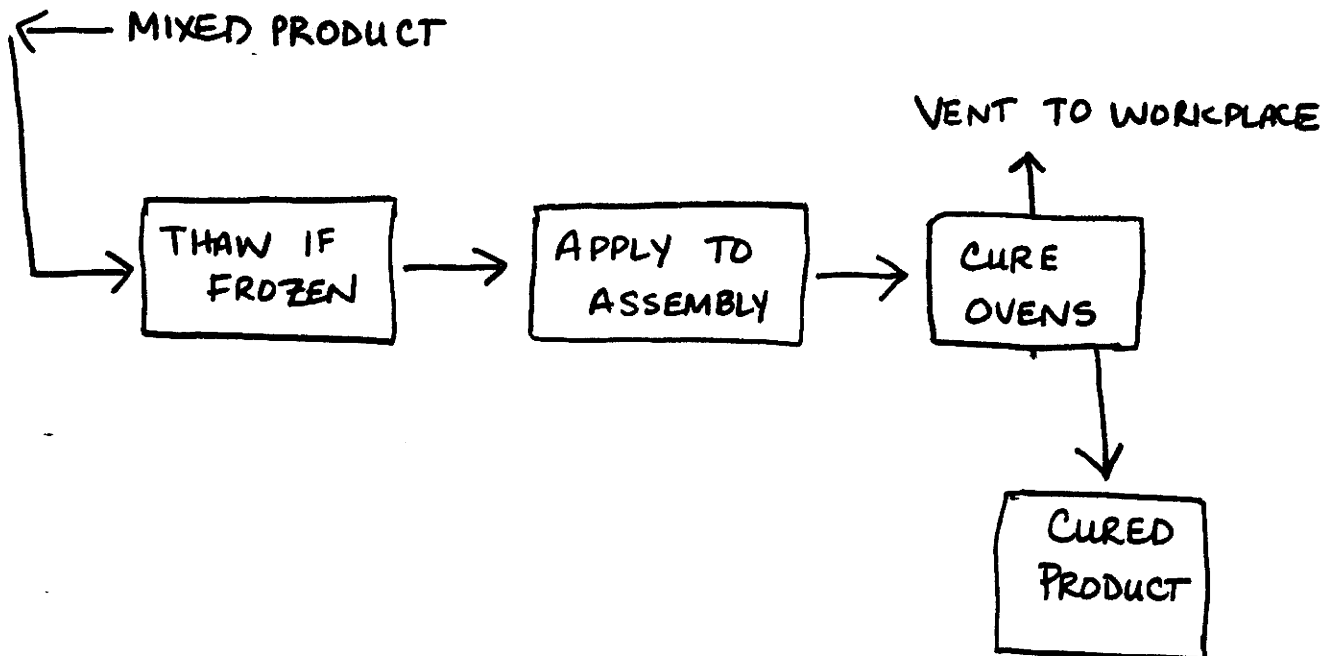 MIXED PRODUCT
VENT TO WORKPLACE
THAW IF
FROZEN
APPLY TO
ASSEMBLY
CURE
OVENS
CURED
PRODUCT